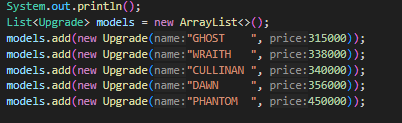 System.out.println();
List<Upgrade> models = new ArrayList<>();
models.add(new Upgrade(name:"GHOST    ", price:315000));
models.add(new Upgrade(name:"WRAITH   ", price:338000));
models.add(new Upgrade(name:"CULLINAN ", price:340000));
models.add(new Upgrade(name:"DAWN     ", price:356000));
models.add(new Upgrade(name:"PHANTOM  ", price:450000));